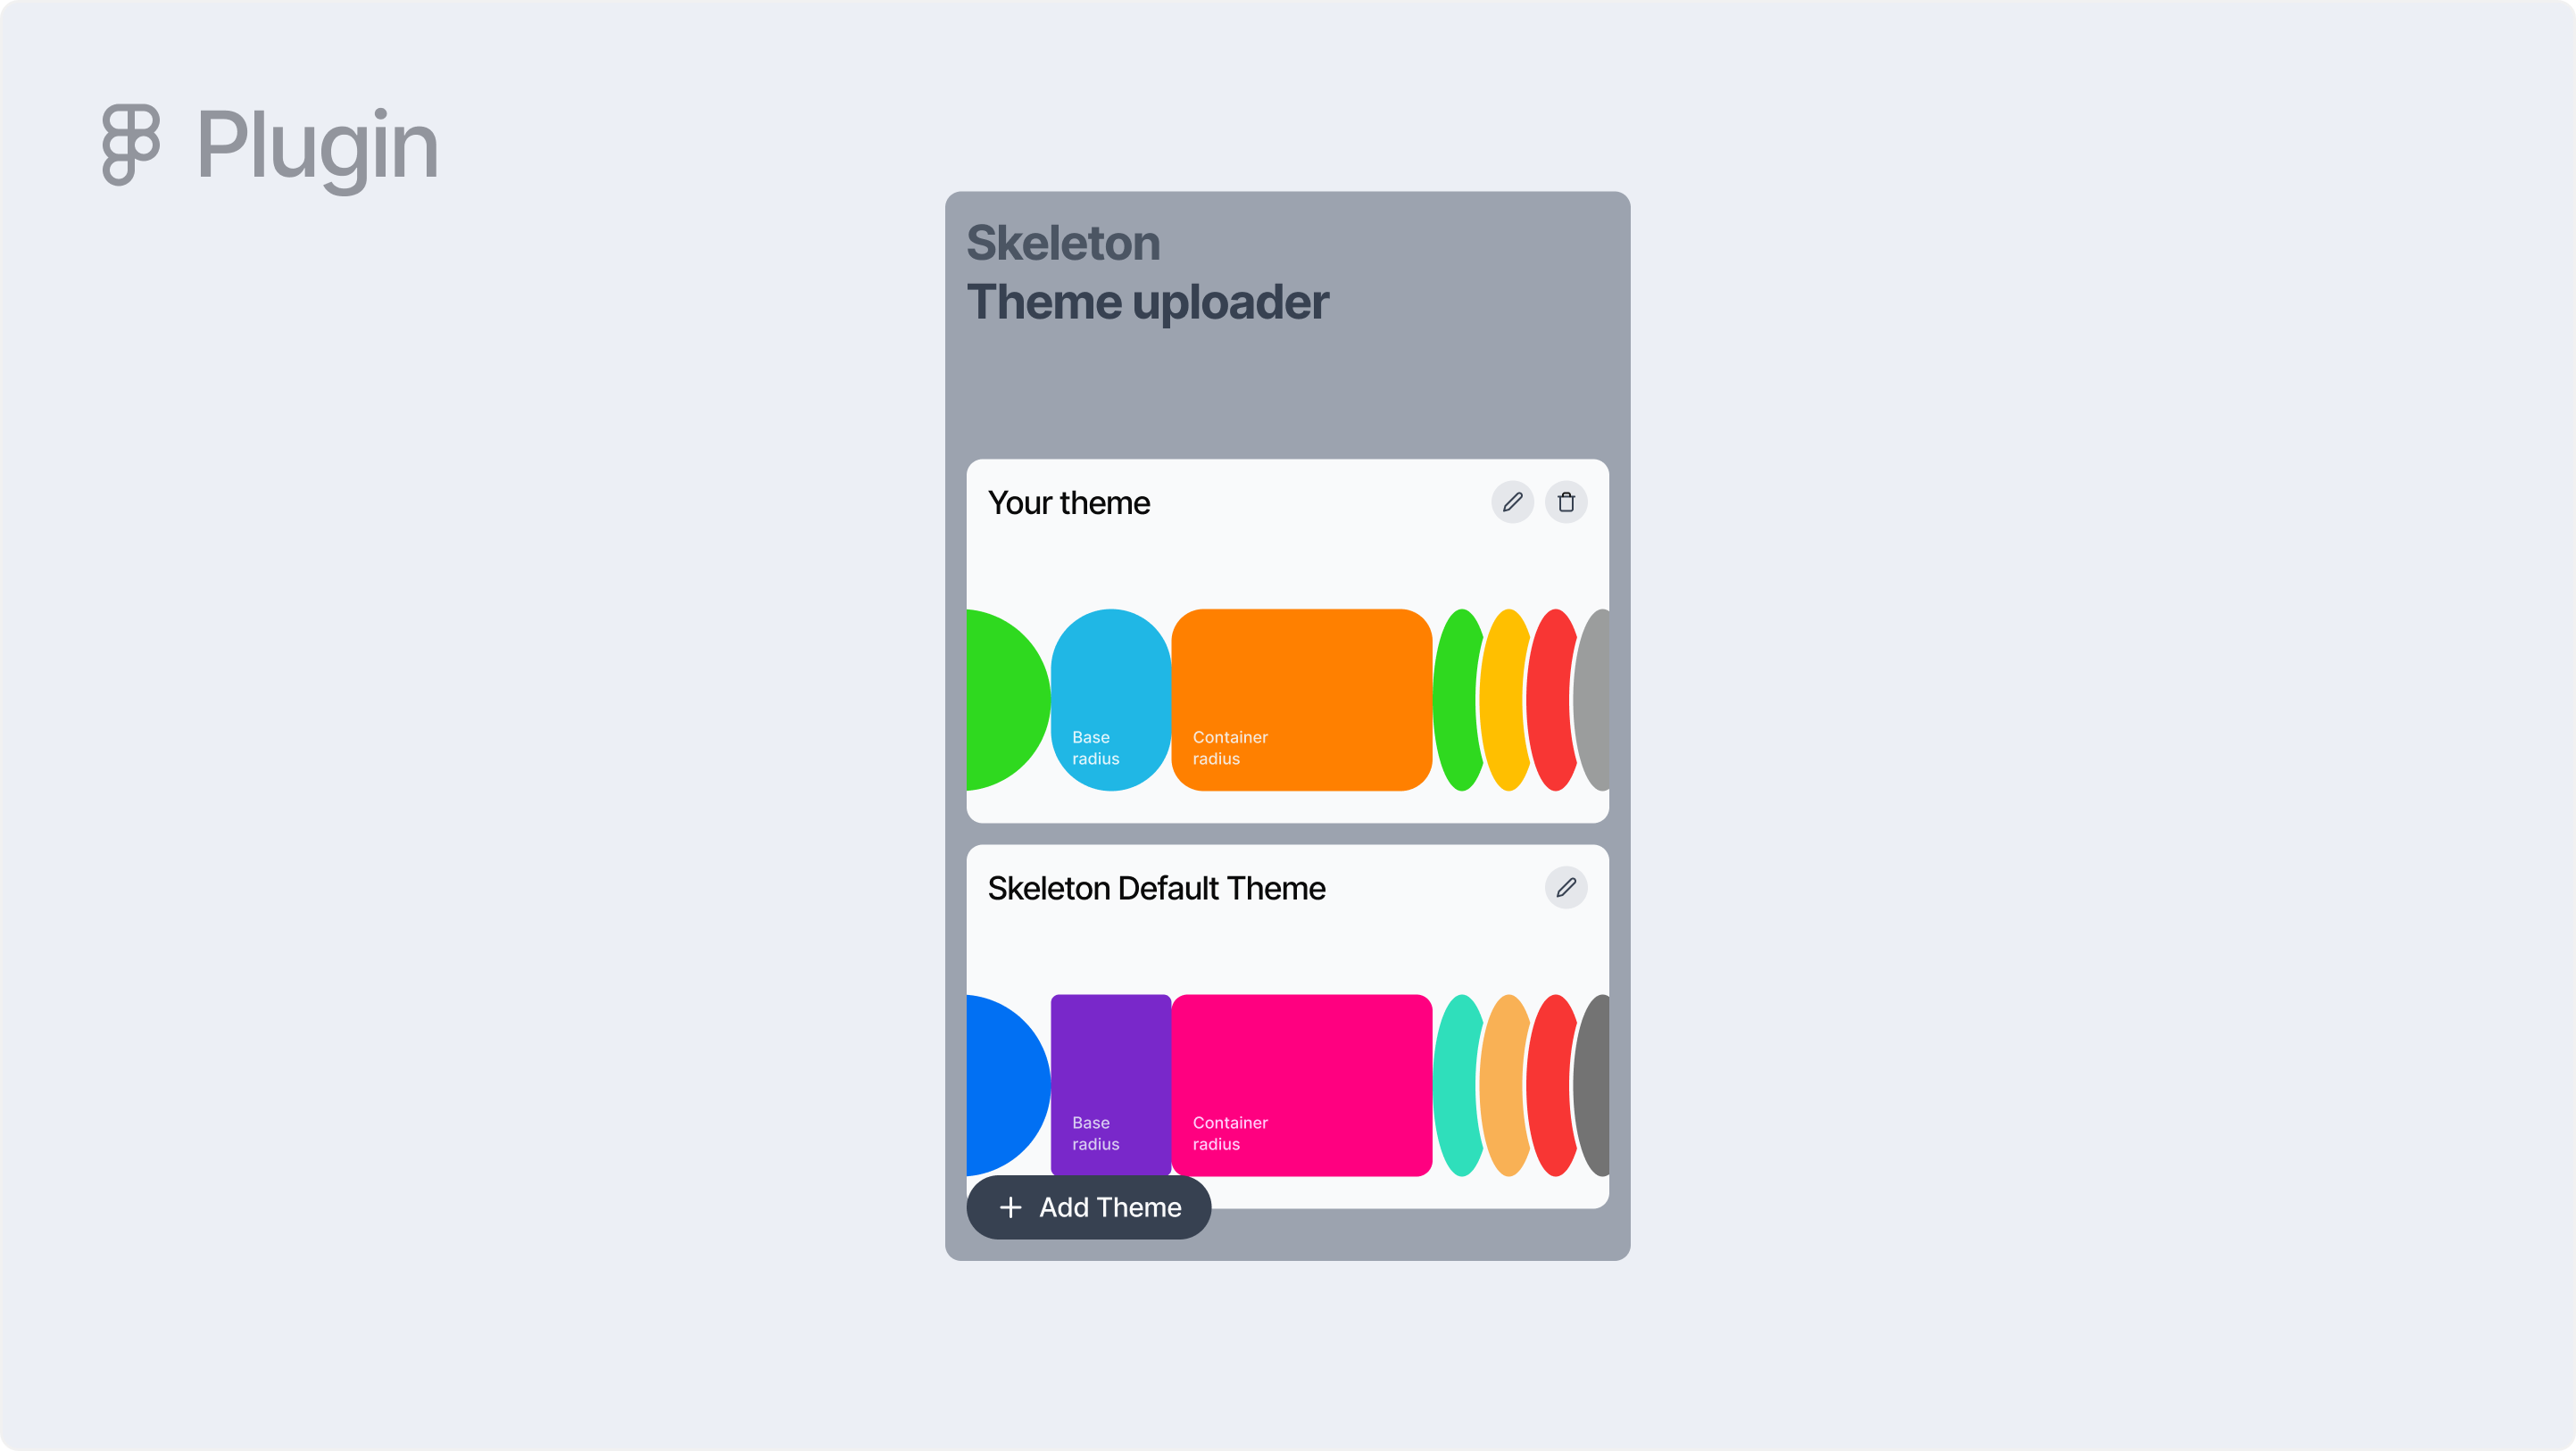 Plugin
Skeleton
Theme uploader
Your theme
Base
radius
Container
radius
Skeleton Default Theme
Base
radius
Container
radius
Add Theme